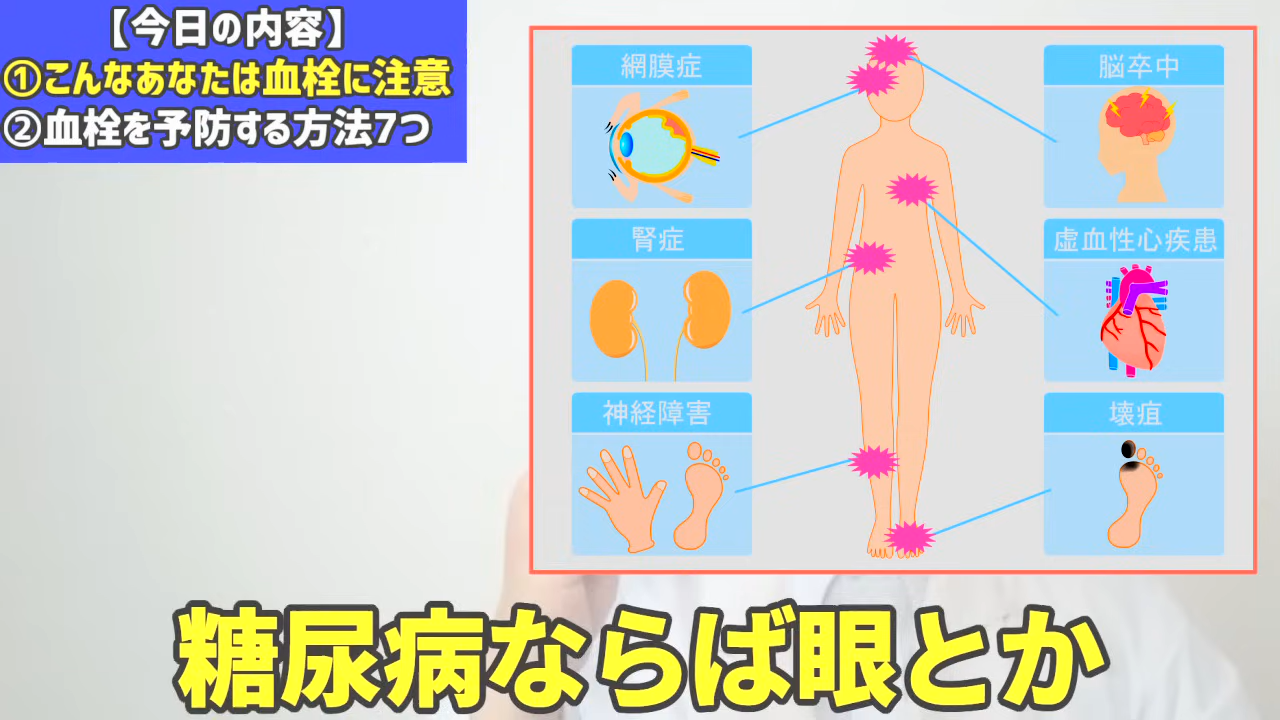 【今日の内容】
①こんなあなたは血栓に注意
②血栓を予防する方法7つ
網膜症
脳卒中
腎症
虚血性心疾患
神経障害
壊疽
糖尿病ならば眼とか